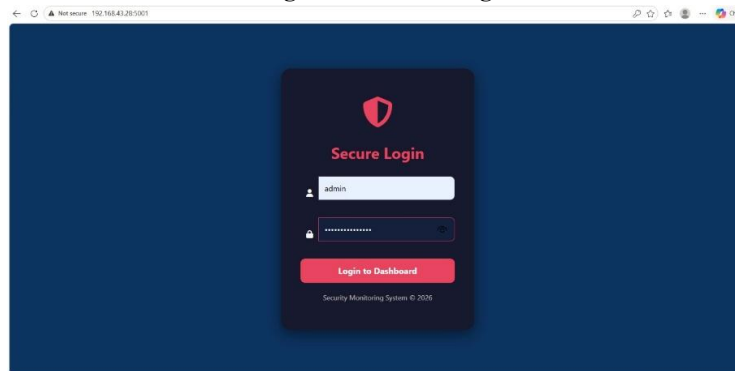 Not secure 192.168.43.28:5001
Secure Login
admin
Login to Dashboard
Security Monitoring System © 2026